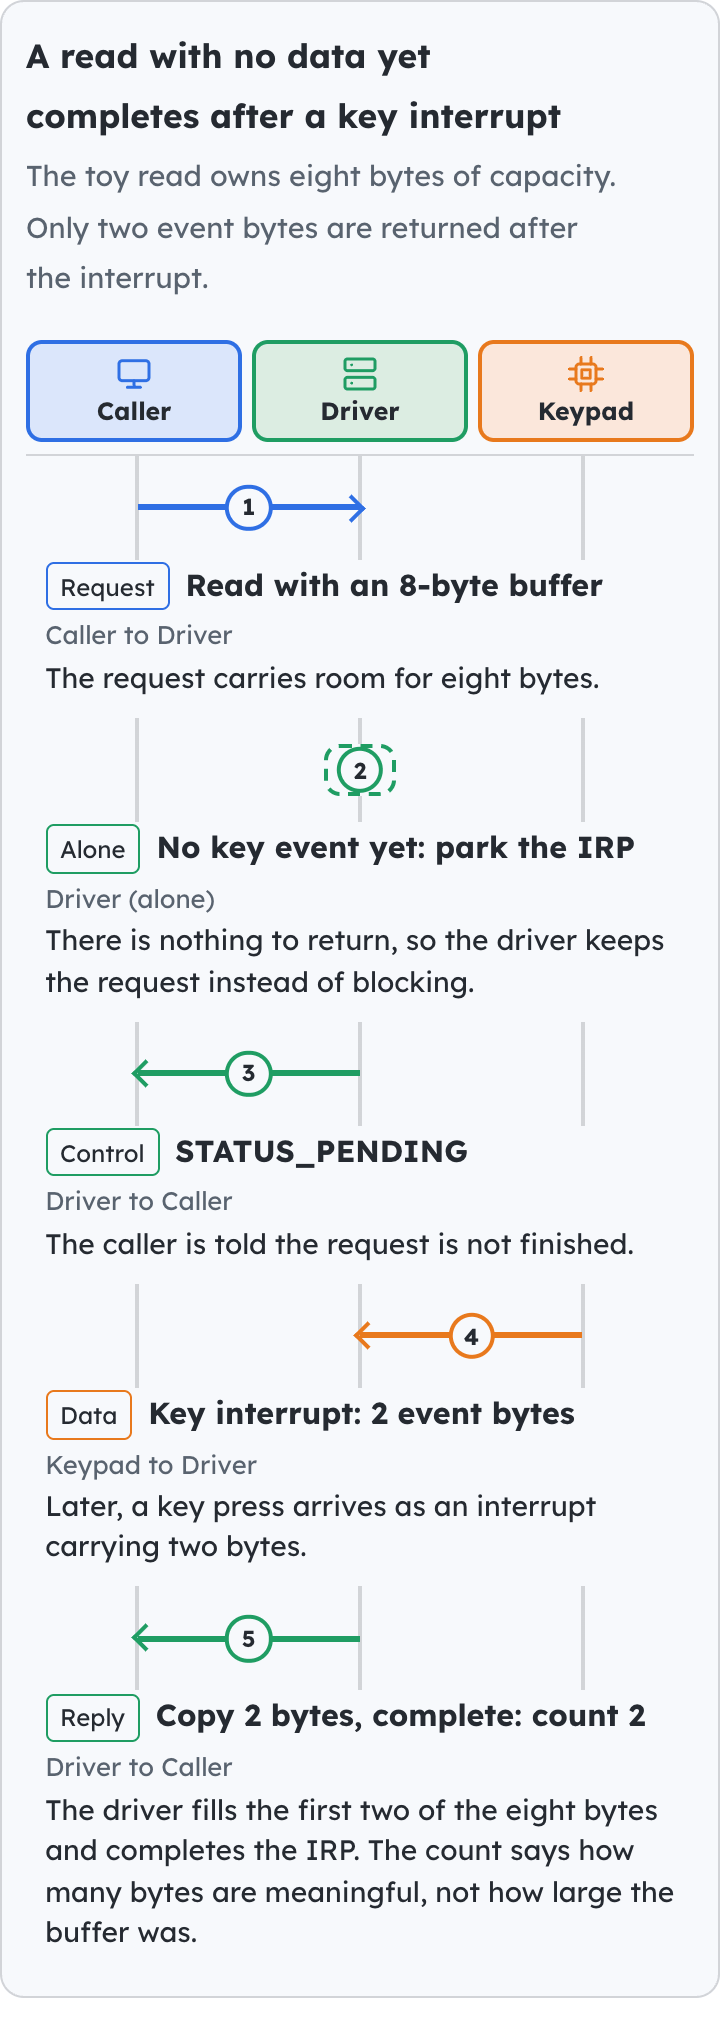 A read with no data yet
completes after a key interrupt
The toy read owns eight bytes of capacity.
Only two event bytes are returned after
the interrupt.
Caller
Driver
Keypad
1
Request
Read with an 8-byte buffer
Caller to Driver
The request carries room for eight bytes.
2
Alone
No key event yet: park the IRP
Driver (alone)
There is nothing to return, so the driver keeps
the request instead of blocking.
3
Control
STATUS_PENDING
Driver to Caller
The caller is told the request is not finished.
4
Data
Key interrupt: 2 event bytes
Keypad to Driver
Later, a key press arrives as an interrupt
carrying two bytes.
5
Reply
Copy 2 bytes, complete: count 2
Driver to Caller
The driver fills the first two of the eight bytes
and completes the IRP. The count says how
many bytes are meaningful, not how large the
buffer was.